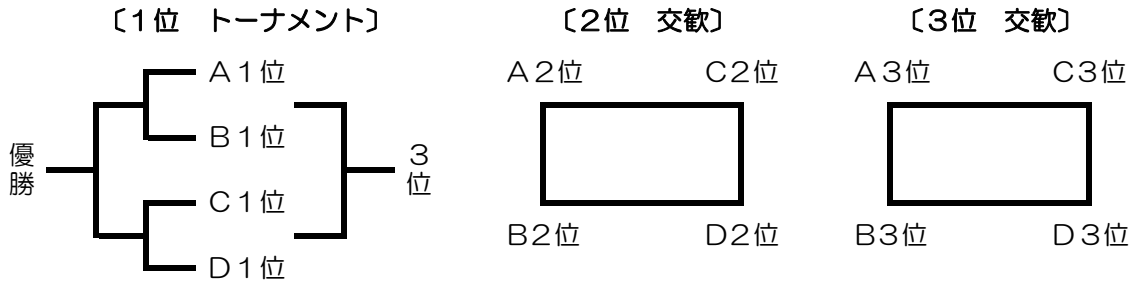 〔１位　トーナメント〕
Ａ１位
Ｂ１位
Ｃ１位
Ｄ１位
優勝
３位
〔２位　交歓〕
Ａ２位　Ｃ２位
Ｂ２位　Ｄ２位
〔３位　交歓〕
Ａ３位　Ｃ３位
Ｂ３位　Ｄ３位